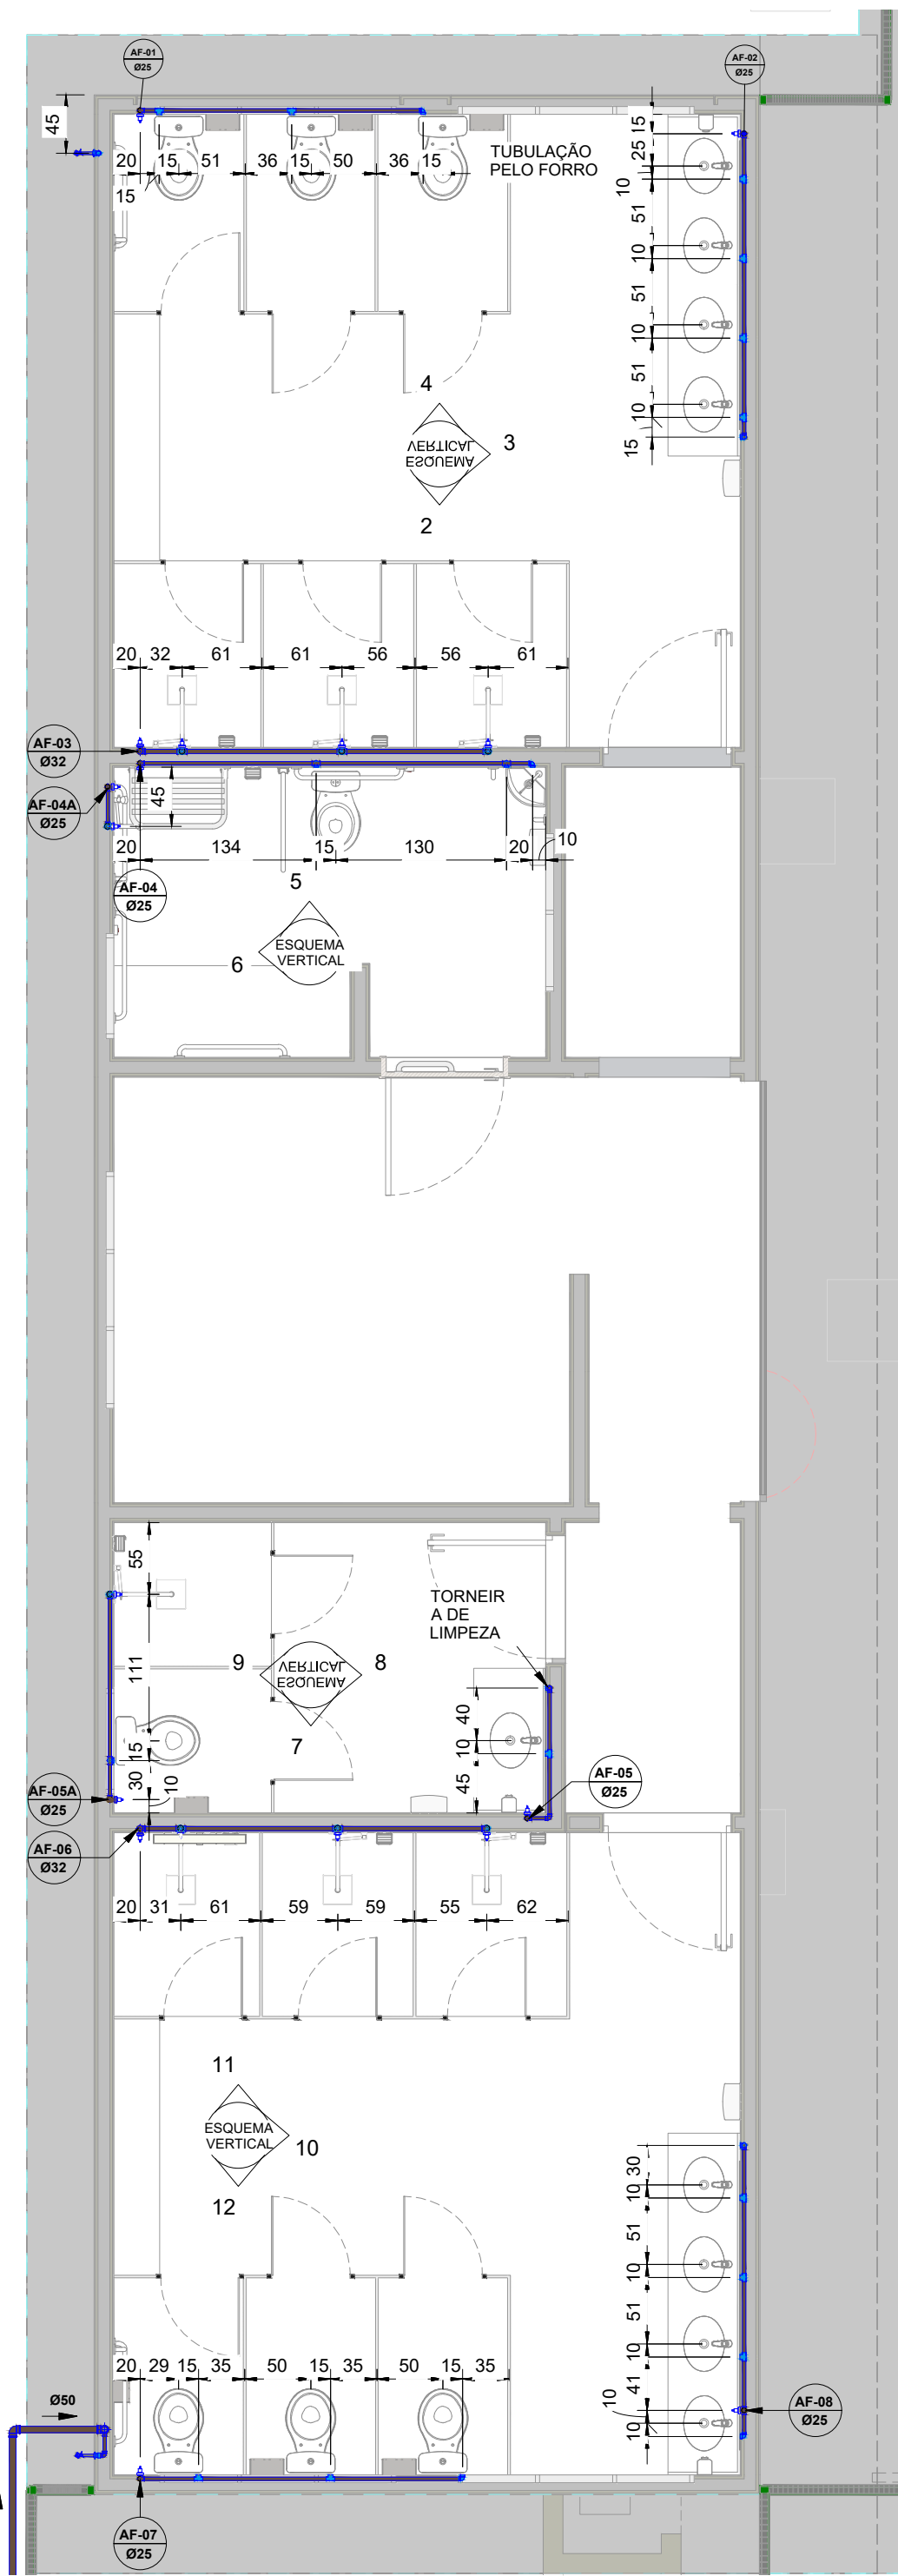 AF-01
Ø25
AF-02
Ø25
45
20
15
51
36
15
50
36
15
15
TUBULAÇÃO
PELO FORRO
15
25
10
51
10
51
10
51
10
15
4
3
VERTICAL
ESQUEMA
2
20
32
61
61
56
56
61
AF-03
Ø32
AF-04A
Ø25
45
20
134
15
130
20
10
AF-04
Ø25
5
ESQUEMA
VERTICAL
6
55
111
15
30
10
TORNEIR
A DE
LIMPEZA
9
VERTICAL
ESQUEMA
8
7
40
10
45
AF-05
Ø25
AF-05A
Ø25
AF-06
Ø32
20
31
61
59
59
55
62
11
ESQUEMA
VERTICAL
10
12
30
10
51
10
51
10
41
10
10
20
29
15
35
50
15
35
50
15
35
Ø50
AF-08
Ø25
AF-07
Ø25